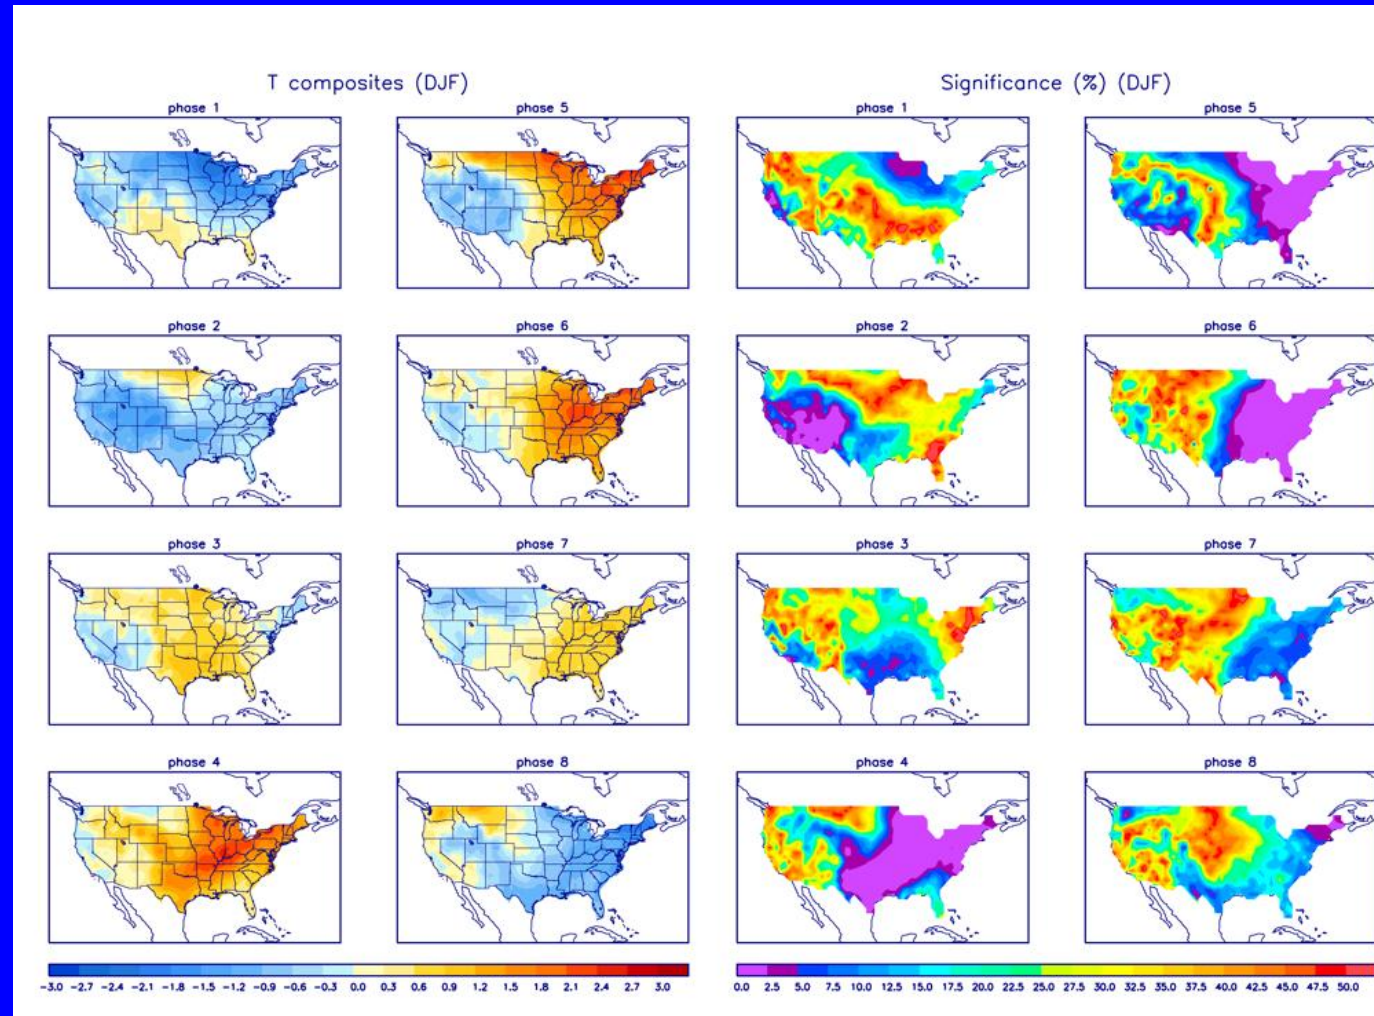 T composites (DJF)
Significance (%) (DJF)
phase 1
phase 5
phase 1
phase 5
phase 2
phase 6
phase 2
phase 6
phase 3
phase 7
phase 3
phase 7
phase 4
phase 8
phase 4
phase 8
-3.0 -2.7 -2.4 -2.1 -1.8 -1.5 -1.2 -0.9 -0.6 -0.3 0.0 0.3 0.6 0.9 1.2 1.5 1.8 2.1 2.4 2.7 3.0
0.0 2.5 5.0 7.5 10.0 12.5 15.0 17.5 20.0 22.5 25.0 27.5 30.0 32.5 35.0 37.5 40.0 42.5 45.0 47.5 50.0